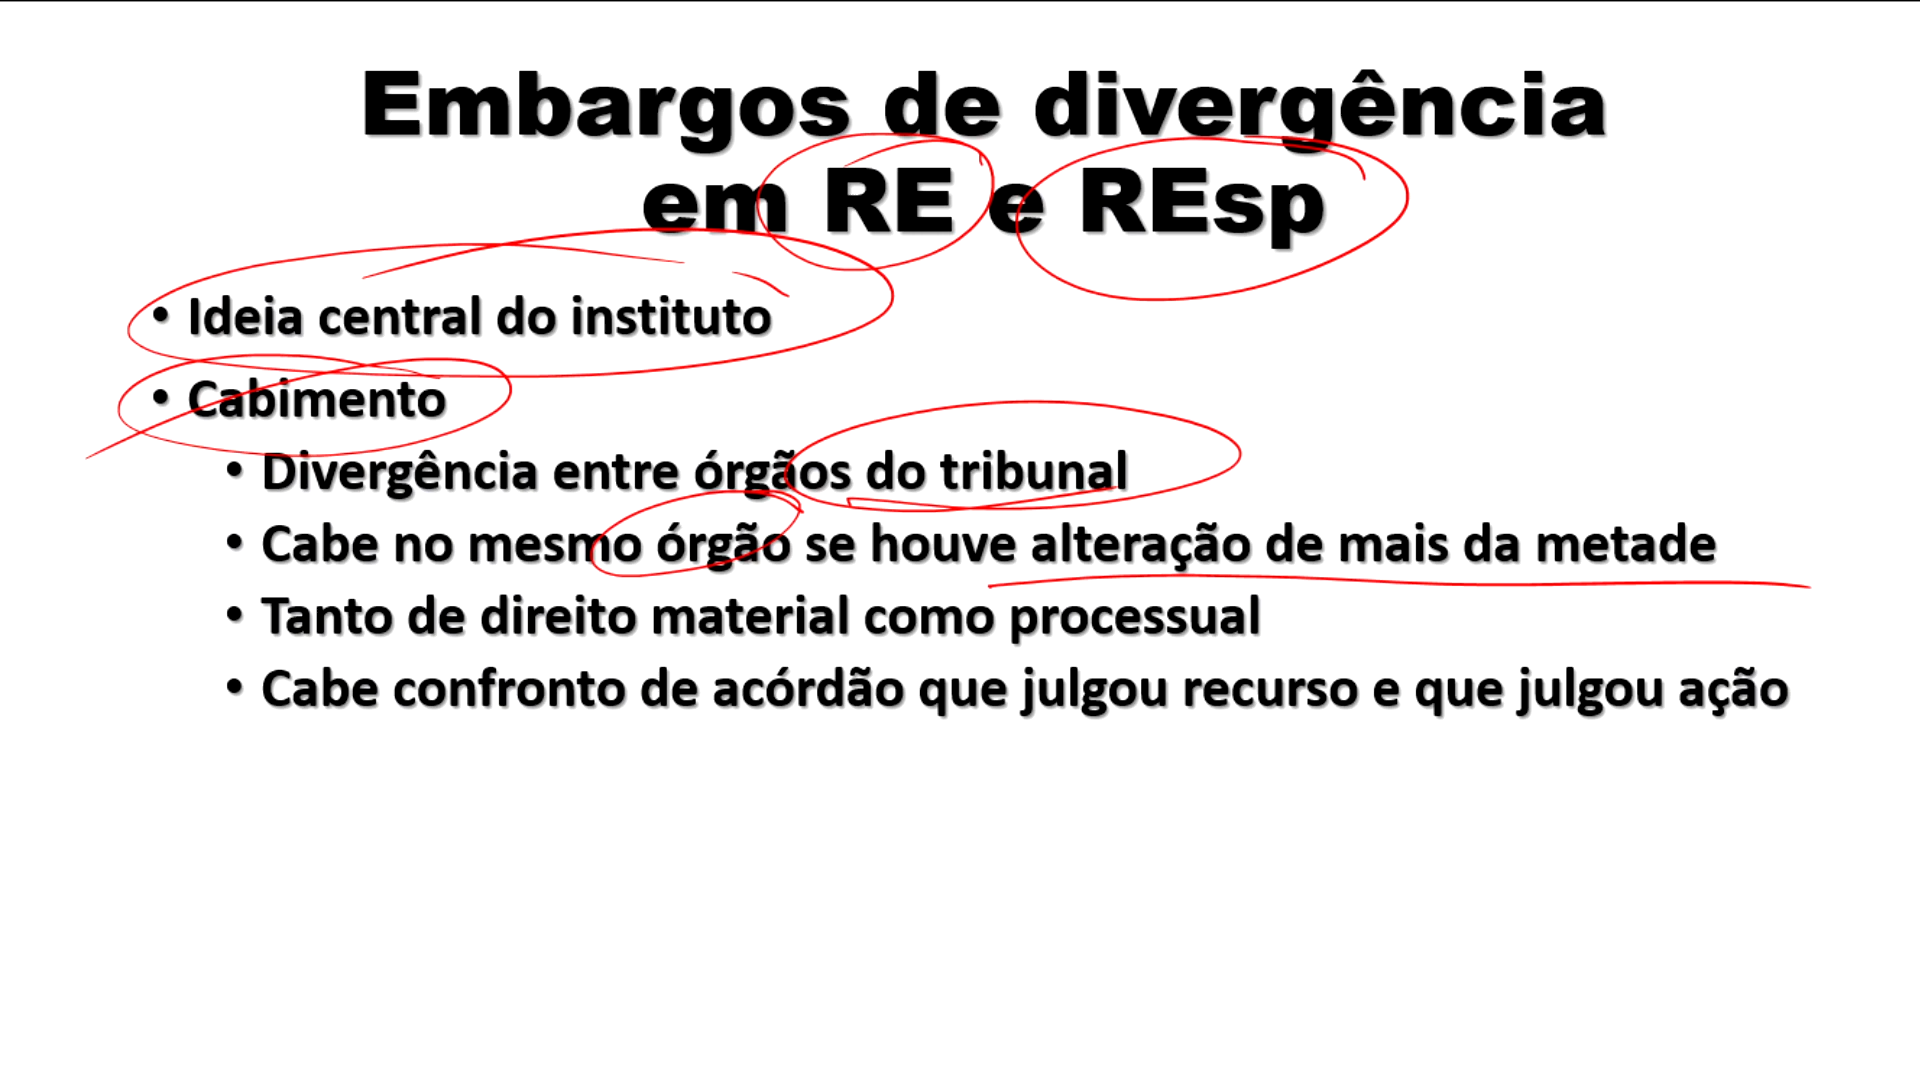 Embargos de divergência
em RE e REsp
• Ideia central do instituto
• Cabimento
• Divergência entre órgãos do tribunal
• Cabe no mesmo órgão se houve alteração de mais da metade
• Tanto de direito material como processual
• Cabe confronto de acórdão que julgou recurso e que julgou ação